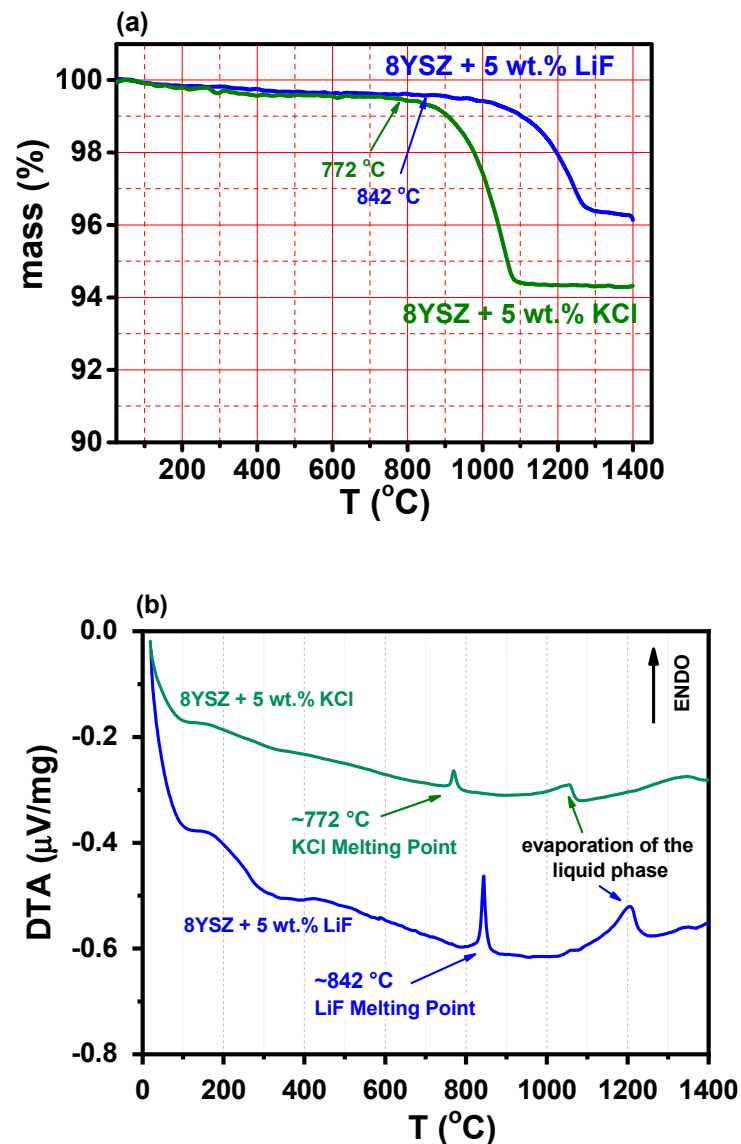 (a)
8YSZ + 5 wt.% LiF
100
98
96
94
92
90
mass (%)
772 °C
842 °C
8YSZ + 5 wt.% KCl
200 400 600 800 1000 1200 1400
T (°C)
(b)
0.0
-0.2
-0.4
-0.6
-0.8
DTA (μV/mg)
ENDO
8YSZ + 5 wt.% KCl
~772 °C
KCl Melting Point
evaporation of the
liquid phase
8YSZ + 5 wt.% LiF
~842 °C
LiF Melting Point
0 200 400 600 800 1000 1200 1400
T (°C)